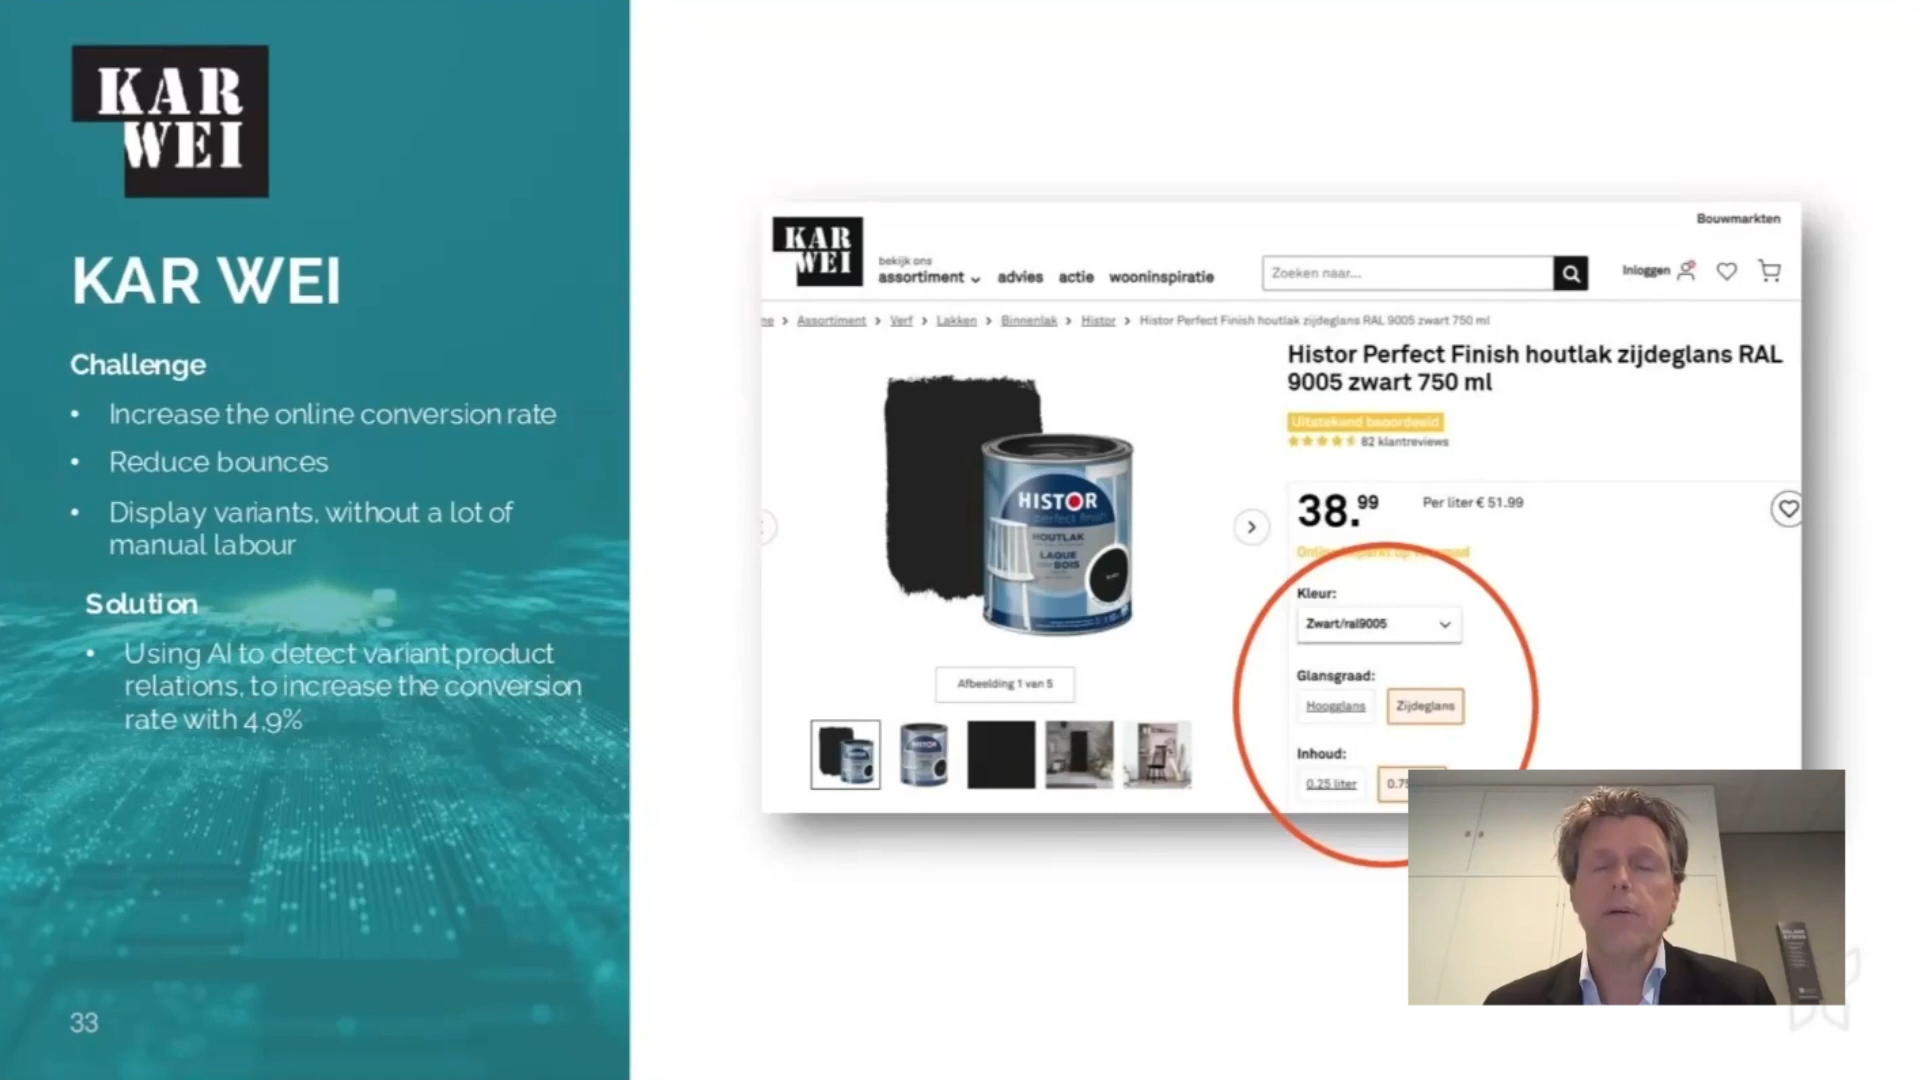 KAR
WEI
KAR WEI
Challenge
• Increase the online conversion rate
• Reduce bounces
• Display variants, without a lot of
manual labour
Solution
• Using AI to detect variant product
relations, to increase the conversion
rate with 4,9%
33
KAR
WEI
Bouwmarkten
bekijk ons
assortiment
advies
actie
wooninspiratie
Zoeken naar...
Inloggen
Assortiment > Verf > Lakken > Binnenlak > Histor > Histor Perfect Finish houtlak zijdeglans RAL 9005 zwart 750 ml
Histor Perfect Finish houtlak zijdeglans RAL
9005 zwart 750 ml
Uitstekend beoordeeld
82 klantreviews
38.99
Per liter € 51.99
HISTOR
perfect finish
HOUTLAK
LAQUE
BOIS
Kleur:
Zwart/ral9005
Glansgraad:
Hoogglans
Zijdeglans
Inhoud:
0.25 liter
Afbeelding 1 van 5
HISTOR